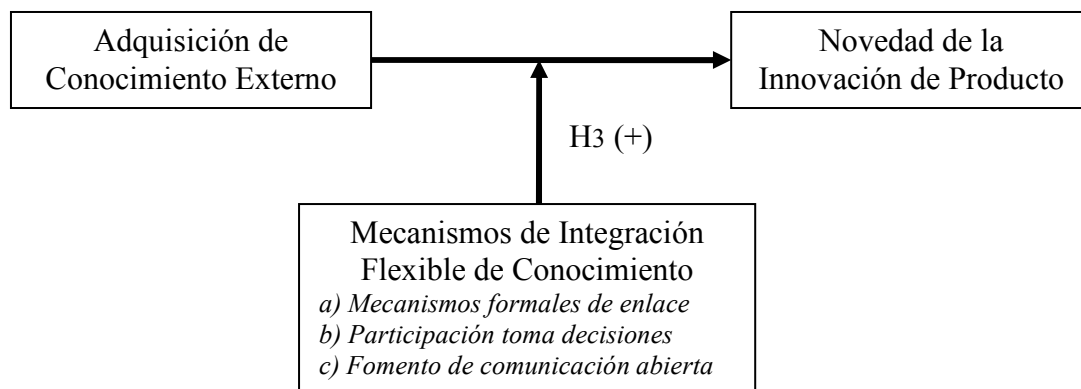 Adquisición de
Conocimiento Externo
Novedad de la
Innovación de Producto
H3 (+)
Mecanismos de Integración
Flexible de Conocimiento
a) Mecanismos formales de enlace
b) Participación toma decisiones
c) Fomento de comunicación abierta